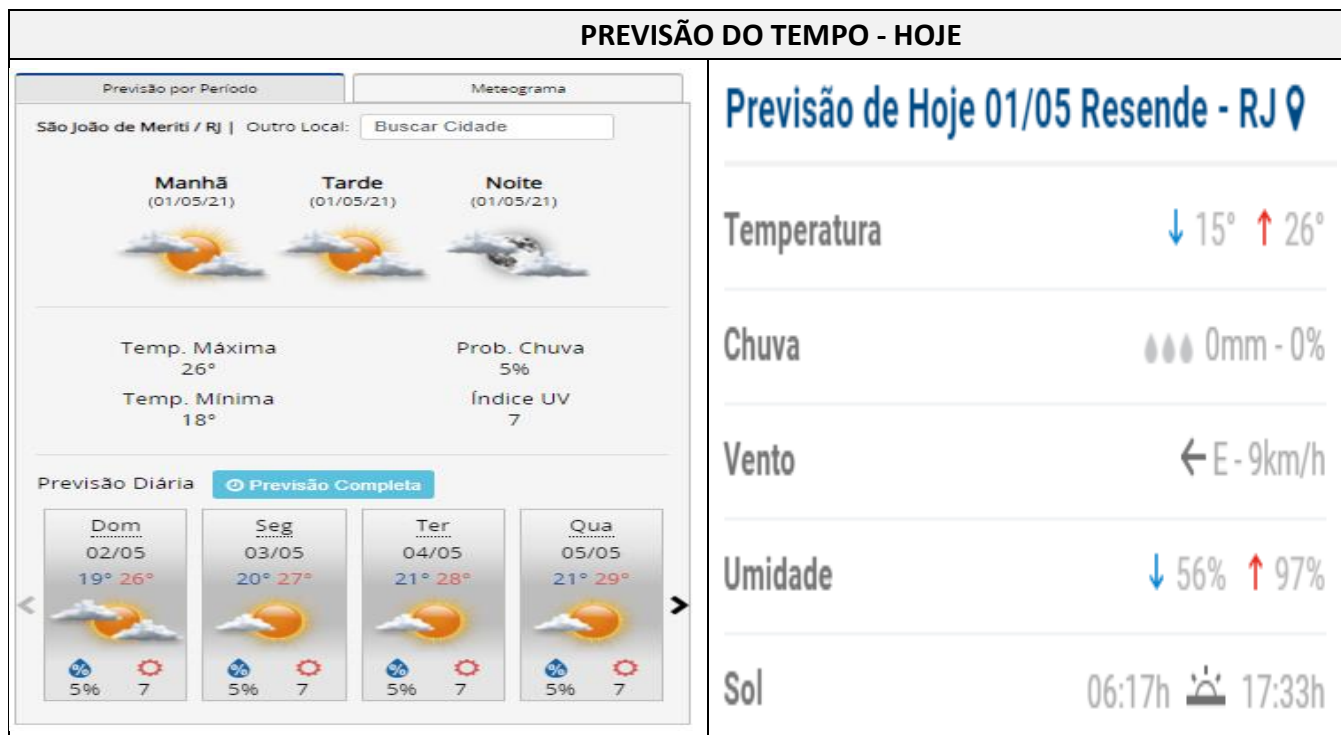 PREVISÃO DO TEMPO - HOJE
Previsão por Período
Meteograma
São João de Meriti / RJ | Outro Local: Buscar Cidade
Manhã Tarde Noite
(01/05/21) (01/05/21) (01/05/21)
Temp. Máxima Prob. Chuva
26° 5%
Temp. Mínima Índice UV
18° 7
Previsão Diária Previsão Completa
Dom Seg Ter Qua
02/05 03/05 04/05 05/05
19° 26° 20° 27° 21° 28° 21° 29°
< >
% % % %
5% 7 5% 7 5% 7 5% 7
Previsão de Hoje 01/05 Resende - RJ
Temperatura ↓ 15° ↑ 26°
Chuva 0mm - 0%
Vento ← E - 9km/h
Umidade ↓ 56% ↑ 97%
Sol 06:17h 17:33h